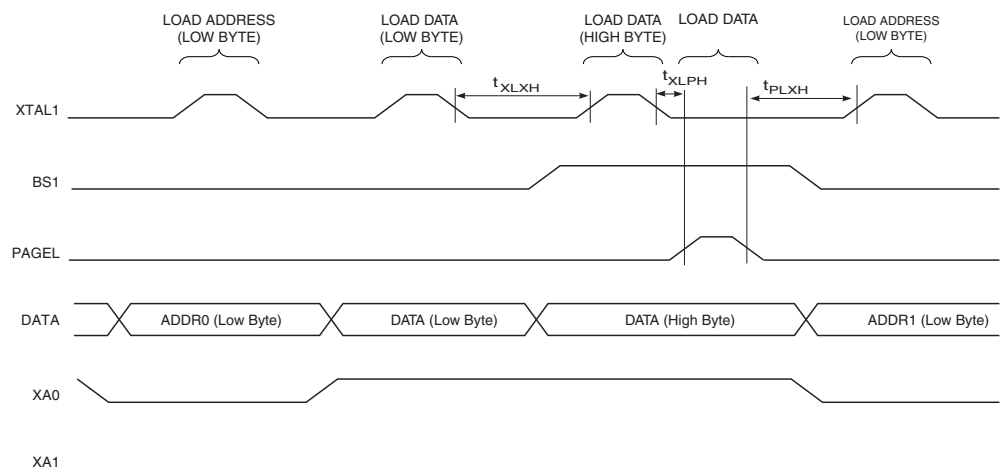 LOAD ADDRESS
(LOW BYTE)
LOAD DATA
(LOW BYTE)
LOAD DATA
(HIGH BYTE)
LOAD DATA
LOAD ADDRESS
(LOW BYTE)
tXLXH
tXLPH
tPLXH
XTAL1
BS1
PAGEL
DATA
ADDR0 (Low Byte)
DATA (Low Byte)
DATA (High Byte)
ADDR1 (Low Byte)
XA0
XA1